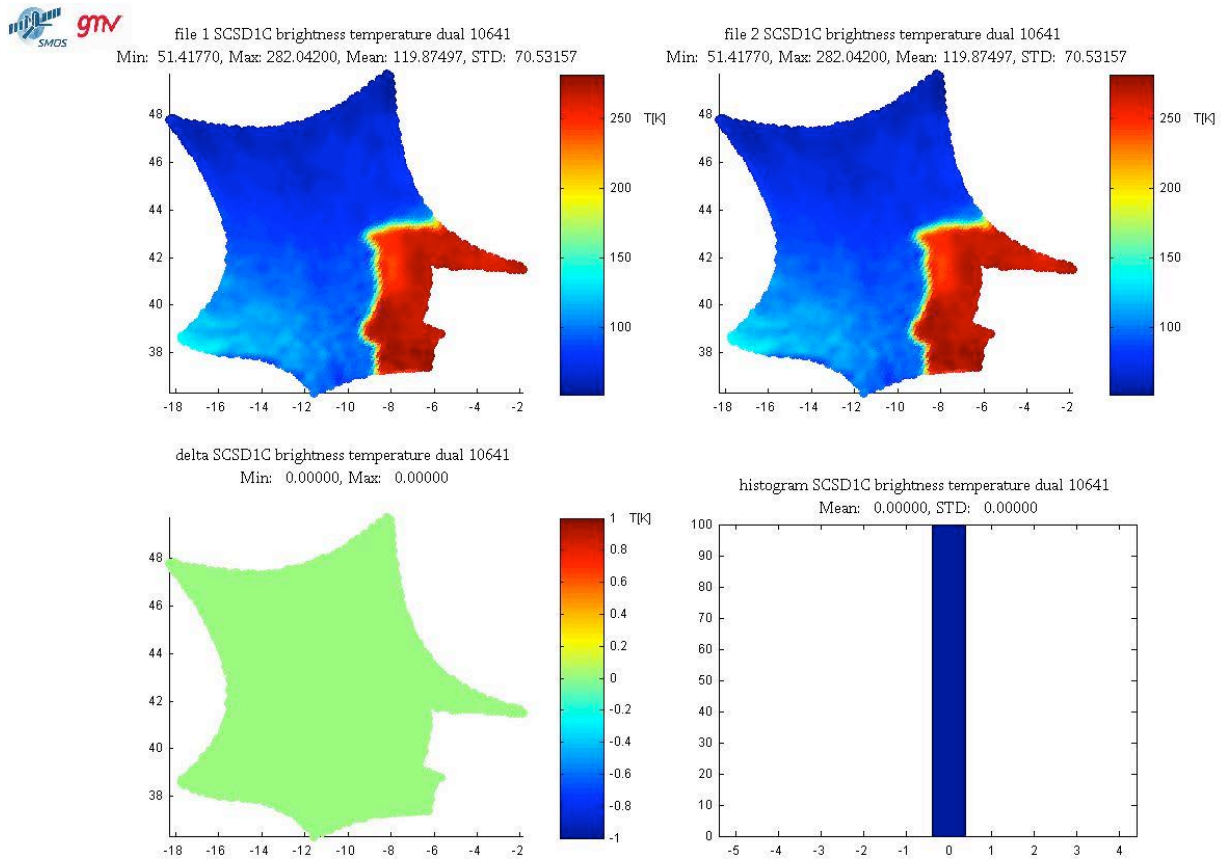 SMOS
gmv
file 1 SCSD1C brightness temperature dual 10641
Min: 51.41770, Max: 282.04200, Mean: 119.87497, STD: 70.53157
48
46
44
42
40
38
-18 -16 -14 -12 -10 -8 -6 -4 -2
250 T[K]
200
150
100
file 2 SCSD1C brightness temperature dual 10641
Min: 51.41770, Max: 282.04200, Mean: 119.87497, STD: 70.53157
48
46
44
42
40
38
-18 -16 -14 -12 -10 -8 -6 -4 -2
250 T[K]
200
150
100
delta SCSD1C brightness temperature dual 10641
Min: 0.00000, Max: 0.00000
48
46
44
42
40
38
-18 -16 -14 -12 -10 -8 -6 -4 -2
1 T[K]
0.8
0.6
0.4
0.2
0
-0.2
-0.4
-0.6
-0.8
-1
histogram SCSD1C brightness temperature dual 10641
Mean: 0.00000, STD: 0.00000
100
90
80
70
60
50
40
30
20
10
0
-5 -4 -3 -2 -1 0 1 2 3 4